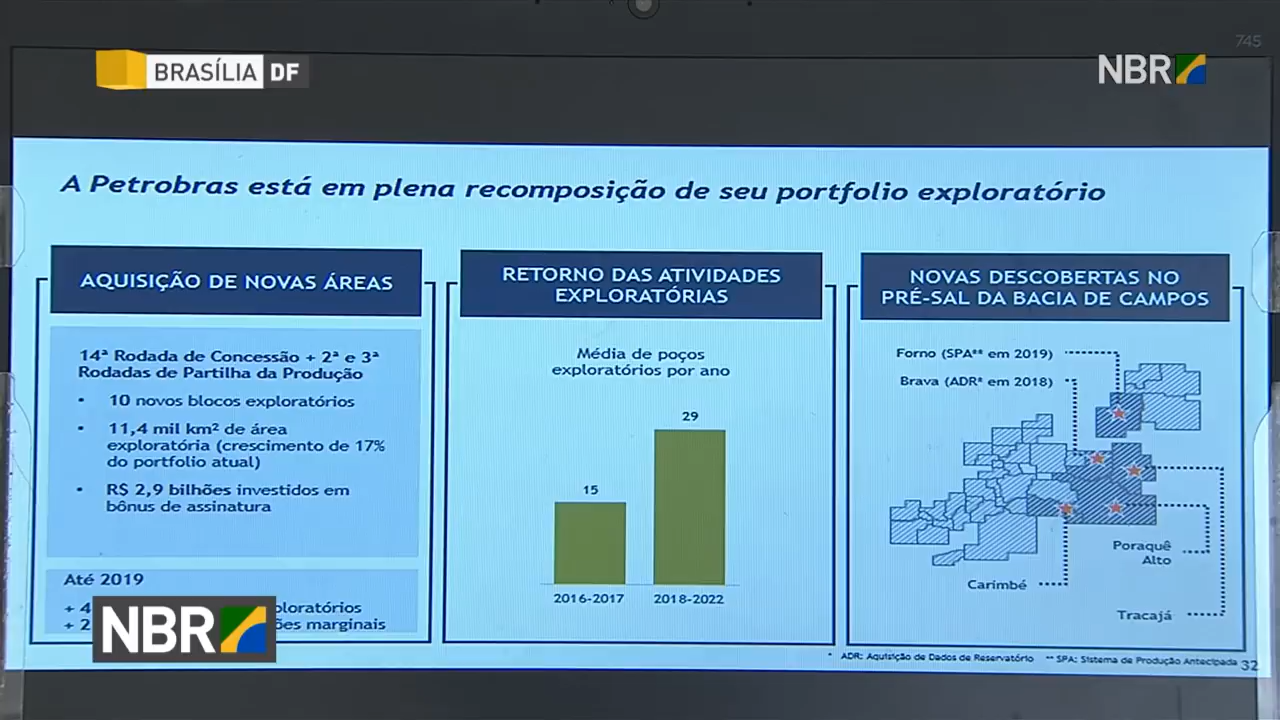 745
BRASÍLIA DF
NBR
A Petrobras está em plena recomposição de seu portfolio exploratório
AQUISIÇÃO DE NOVAS ÁREAS
14ª Rodada de Concessão + 2ª e 3ª
Rodadas de Partilha da Produção
• 10 novos blocos exploratórios
• 11,4 mil km² de área
exploratória (crescimento de 17%
do portfolio atual)
• R$ 2,9 bilhões investidos em
bônus de assinatura
Até 2019
+ 4
+ 2
marginais
NBR
RETORNO DAS ATIVIDADES
EXPLORATÓRIAS
Média de poços
exploratórios por ano
29
15
2016-2017 2018-2022
NOVAS DESCOBERTAS NO
PRÉ-SAL DA BACIA DE CAMPOS
Forno (SPA** em 2019)
Brava (ADR* em 2018)
Poraquê
Alto
Carimbé
Tracajá
* ADR: Aquisição de Dados de Reservatório ** SPA: Sistema de Produção Antecipada 32